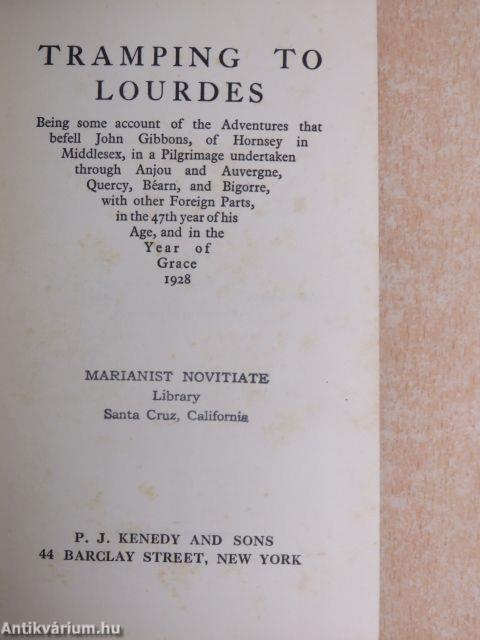 TRAMPING TO
LOURDES
Being some account of the Adventures that
befell John Gibbons, of Hornsey in
Middlesex, in a Pilgrimage undertaken
through Anjou and Auvergne,
Quercy, Béarn, and Bigorre,
with other Foreign Parts,
in the 47th year of his
Age, and in the
Year of
Grace
1928
MARIANIST NOVITIATE
Library
Santa Cruz, California
P. J. KENEDY AND SONS
44 BARCLAY STREET, NEW YORK
Antikvárium.hu